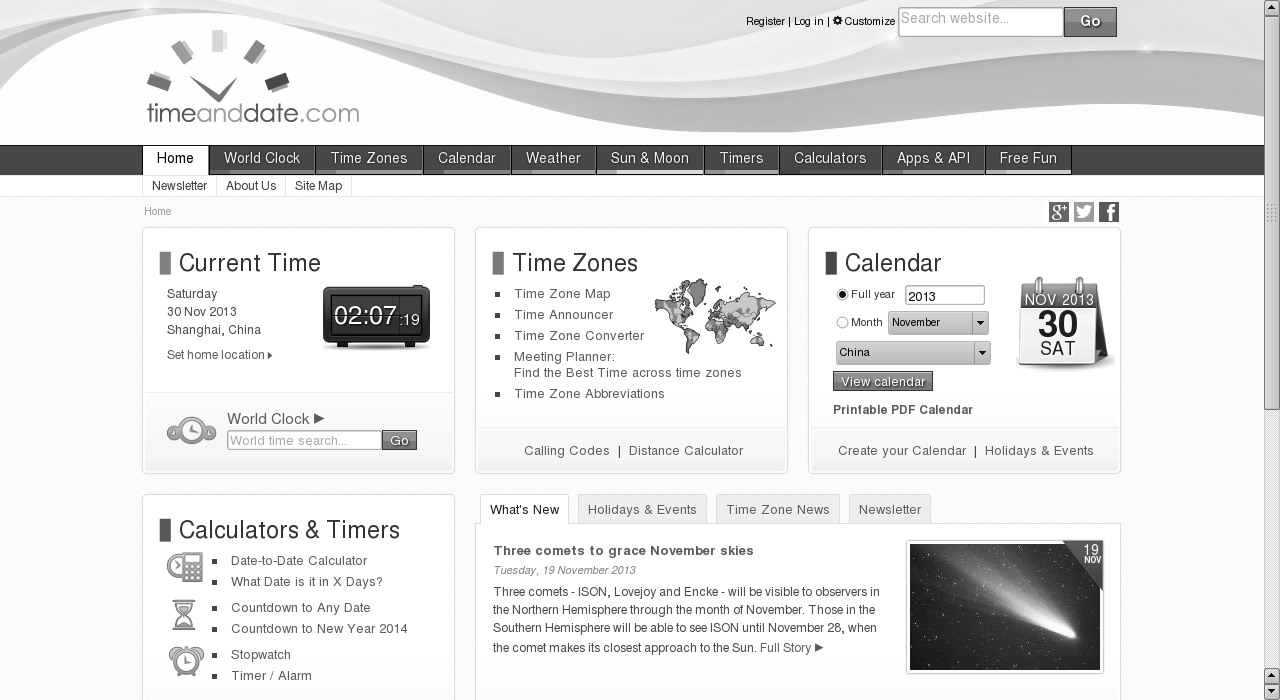 Register | Log in | Customize Search website... Go
timeanddate.com
Home World Clock Time Zones Calendar Weather Sun & Moon Timers Calculators Apps & API Free Fun
Newsletter About Us Site Map
Home
Current Time
Saturday
30 Nov 2013
Shanghai, China
02:07:19
Set home location
World Clock
World time search... Go
Time Zones
Time Zone Map
Time Announcer
Time Zone Converter
Meeting Planner:
Find the Best Time across time zones
Time Zone Abbreviations
Calling Codes | Distance Calculator
Calendar
Full year 2013
Month November
China
View calendar
Printable PDF Calendar
NOV 2013
30
SAT
Create your Calendar | Holidays & Events
Calculators & Timers
Date-to-Date Calculator
What Date is it in X Days?
Countdown to Any Date
Countdown to New Year 2014
Stopwatch
Timer / Alarm
What's New Holidays & Events Time Zone News Newsletter
Three comets to grace November skies
Tuesday, 19 November 2013
Three comets - ISON, Lovejoy and Encke - will be visible to observers in
the Northern Hemisphere through the month of November. Those in the
Southern Hemisphere will be able to see ISON until November 28, when
the comet makes its closest approach to the Sun. Full Story
19
NOV